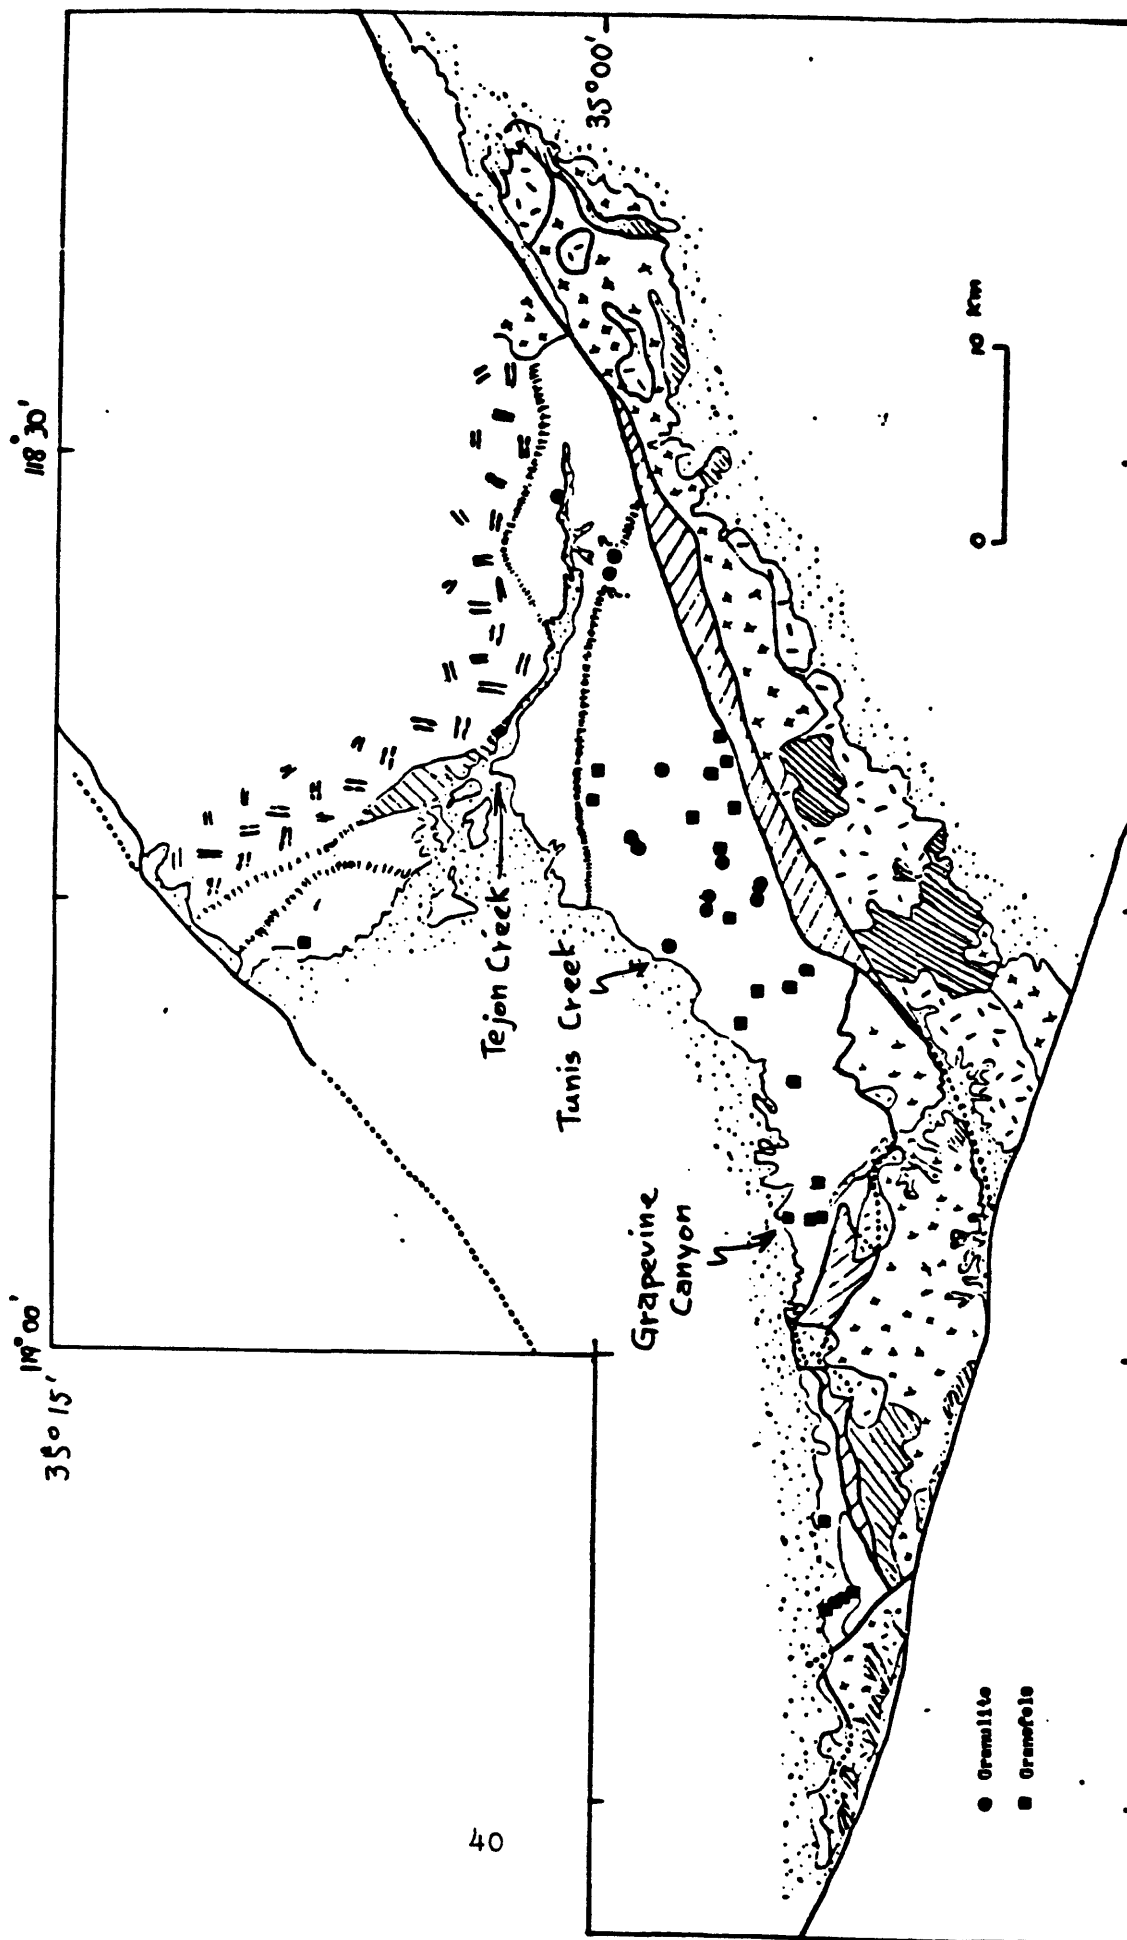 119°00'
118°30'
35°15'
35°00'
Tejon Creek
Tunis Creek
Grapevine
Canyon
0 10 Km
Granulite
Granofels
40